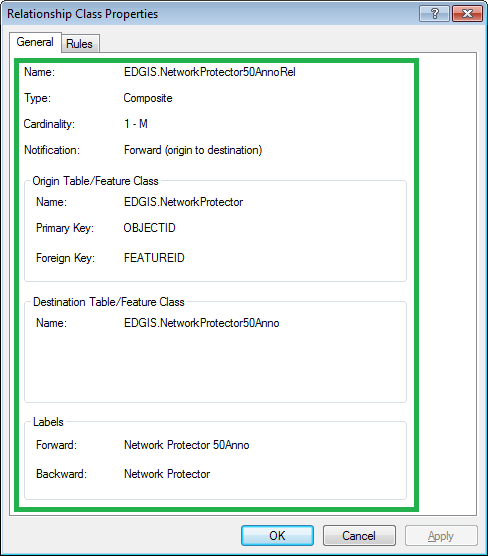 Relationship Class Properties
General Rules
Name: EDGIS.NetworkProtector50AnnoRel
Type: Composite
Cardinality: 1 - M
Notification: Forward (origin to destination)
Origin Table/Feature Class
Name: EDGIS.NetworkProtector
Primary Key: OBJECTID
Foreign Key: FEATUREID
Destination Table/Feature Class
Name: EDGIS.NetworkProtector50Anno
Labels
Forward: Network Protector 50Anno
Backward: Network Protector
OK Cancel Apply